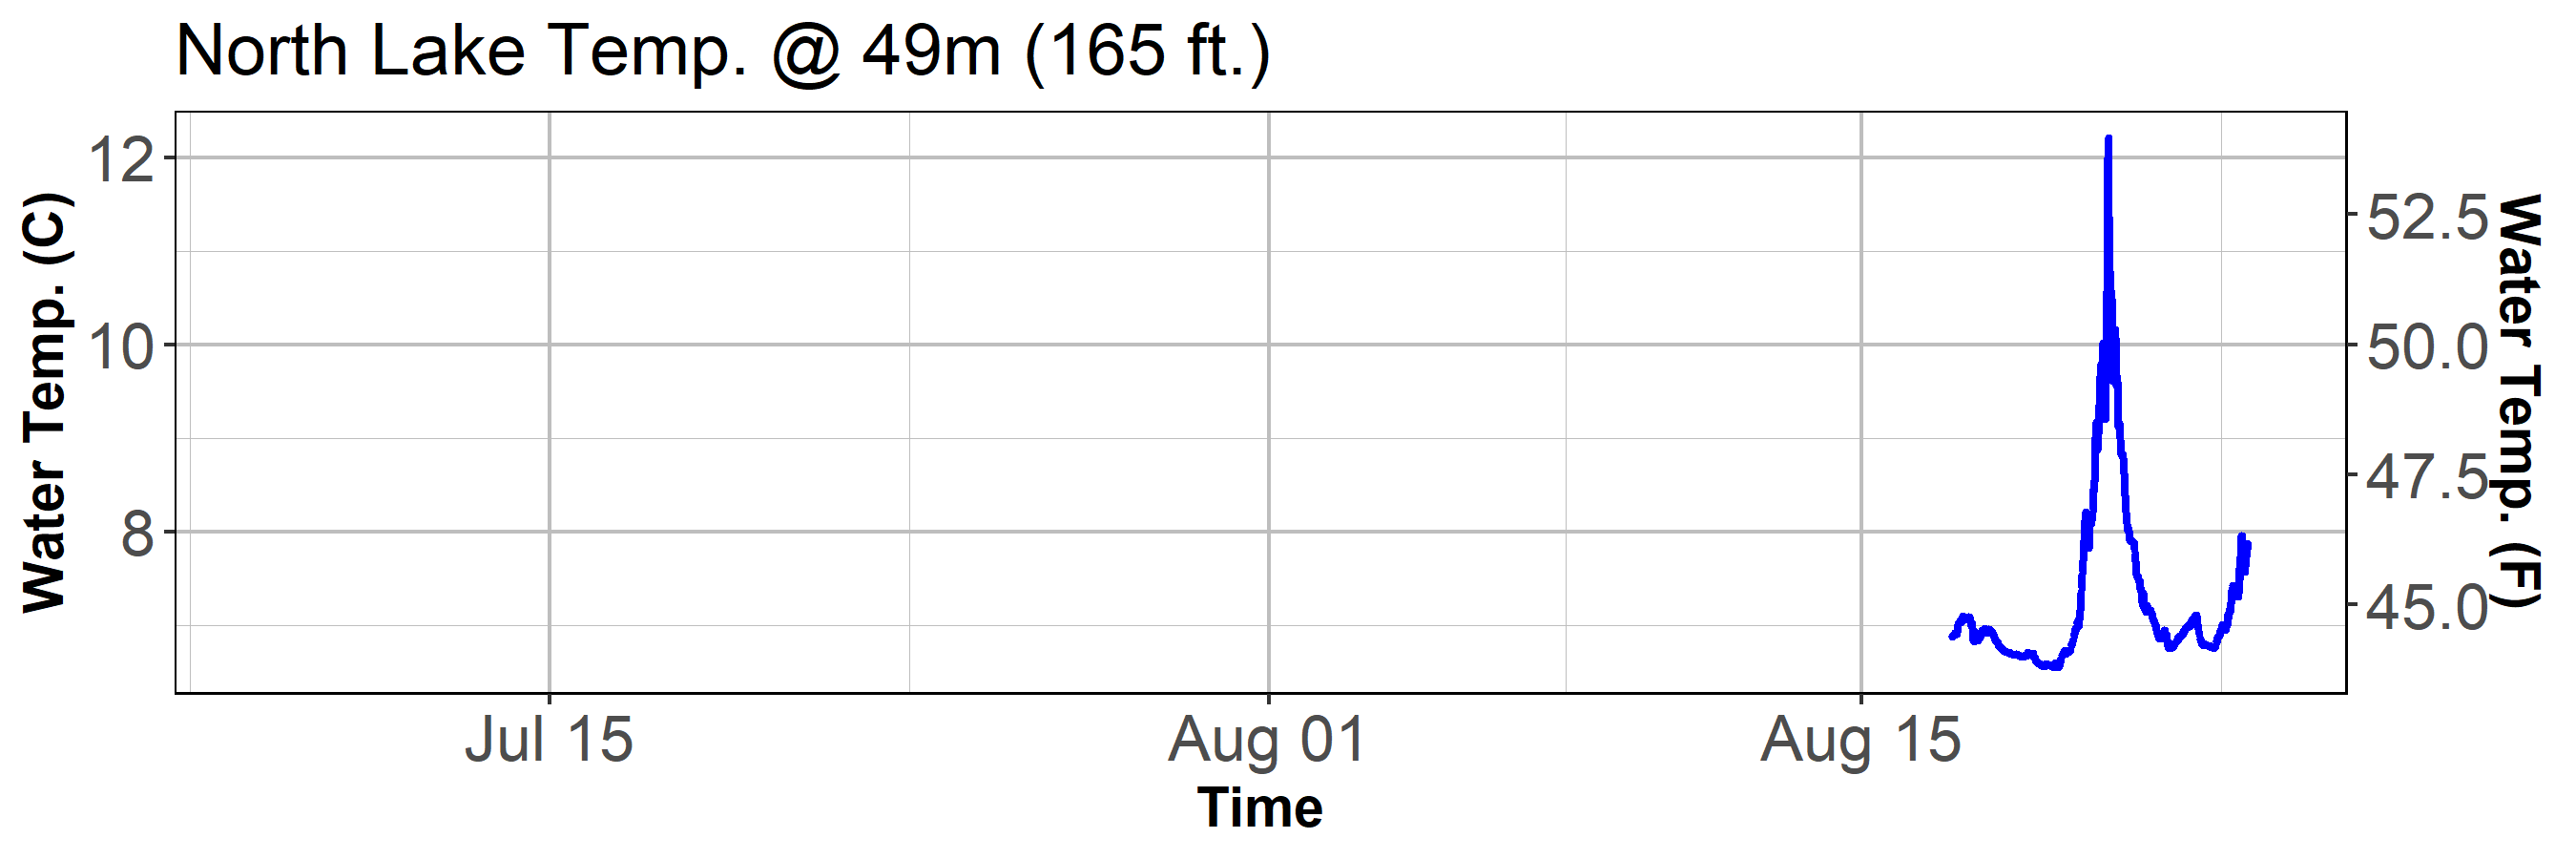 North Lake Temp. @ 49m (165 ft.)
Water Temp. (C)
12
10
8
52.5
50.0
47.5
45.0
Water Temp. (F)
Jul 15
Aug 01
Aug 15
Time